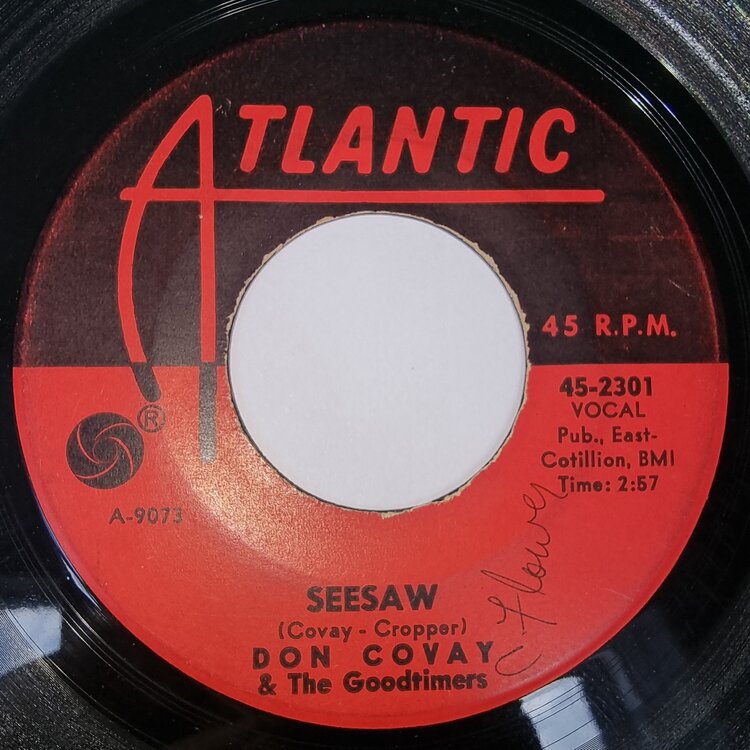 ATLANTIC
45 R.P.M.
45-2301
VOCAL
Pub., East-
Cotillion, BMI
Time: 2:57
®
A-9073
C Flower
SEESAW
(Covay - Cropper)
DON COVAY
& The Goodtimers